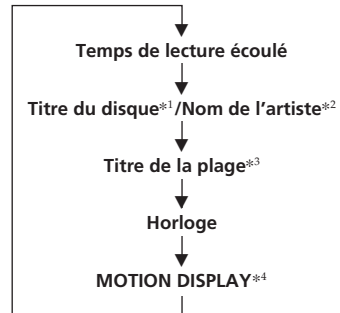 Temps de lecture écoulé
Titre du disque*1/Nom de l'artiste*2
Titre de la plage*3
Horloge
MOTION DISPLAY*4